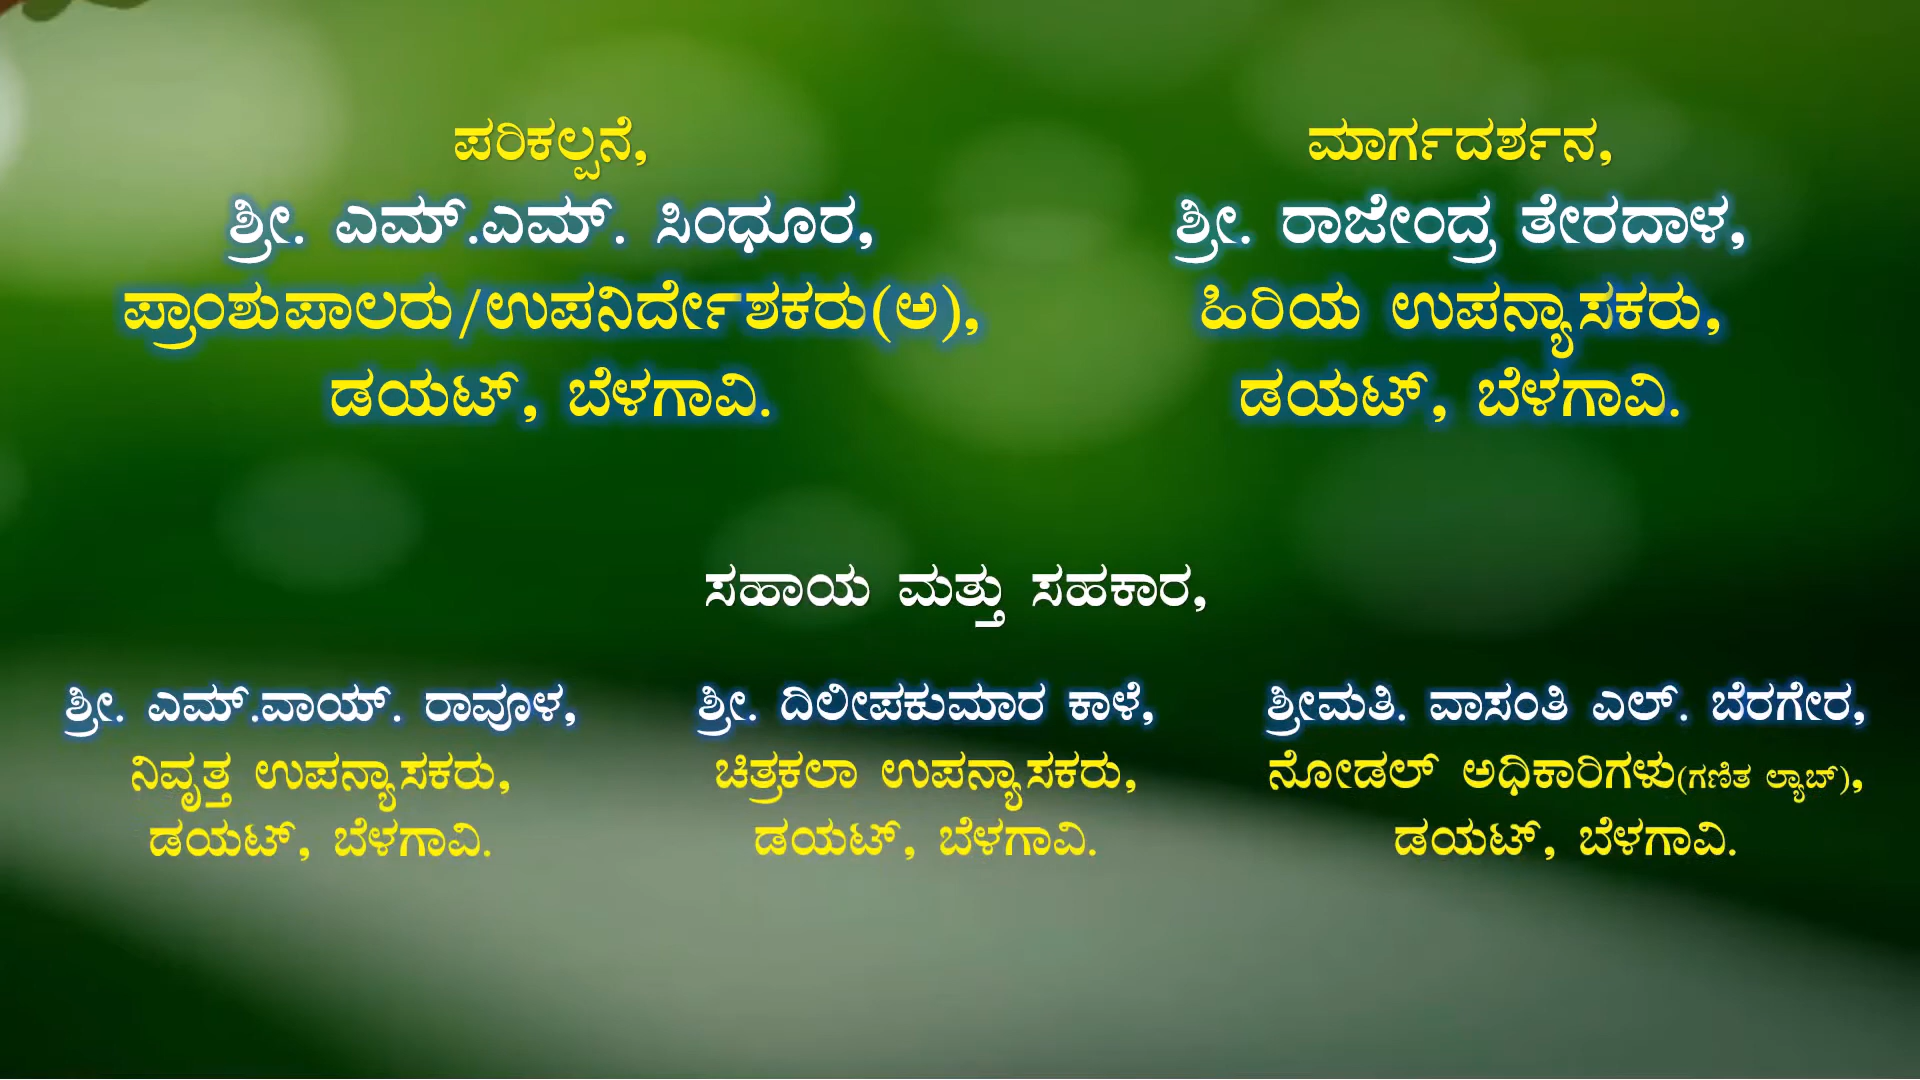 ಪರಿಕಲ್ಪನೆ,
ಶ್ರೀ. ಎಮ್.ಎಮ್. ಸಿಂಧೂರ,
ಪ್ರಾಂಶುಪಾಲರು/ಉಪನಿರ್ದೇಶಕರು(ಅ),
ಡಯಟ್, ಬೆಳಗಾವಿ.
ಮಾರ್ಗದರ್ಶನ,
ಶ್ರೀ. ರಾಜೇಂದ್ರ ತೇರದಾಳ,
ಹಿರಿಯ ಉಪನ್ಯಾಸಕರು,
ಡಯಟ್, ಬೆಳಗಾವಿ.
ಸಹಾಯ ಮತ್ತು ಸಹಕಾರ,
ಶ್ರೀ. ಎಮ್.ವಾಯ್. ರಾವೂಳ,
ನಿವೃತ್ತ ಉಪನ್ಯಾಸಕರು,
ಡಯಟ್, ಬೆಳಗಾವಿ.
ಶ್ರೀ. ದಿಲೀಪಕುಮಾರ ಕಾಳೆ,
ಚಿತ್ರಕಲಾ ಉಪನ್ಯಾಸಕರು,
ಡಯಟ್, ಬೆಳಗಾವಿ.
ಶ್ರೀಮತಿ. ವಾಸಂತಿ ಎಲ್. ಬೆರಗೇರ,
ನೋಡಲ್ ಅಧಿಕಾರಿಗಳು(ಗಣಿತ ಲ್ಯಾಬ್),
ಡಯಟ್, ಬೆಳಗಾವಿ.